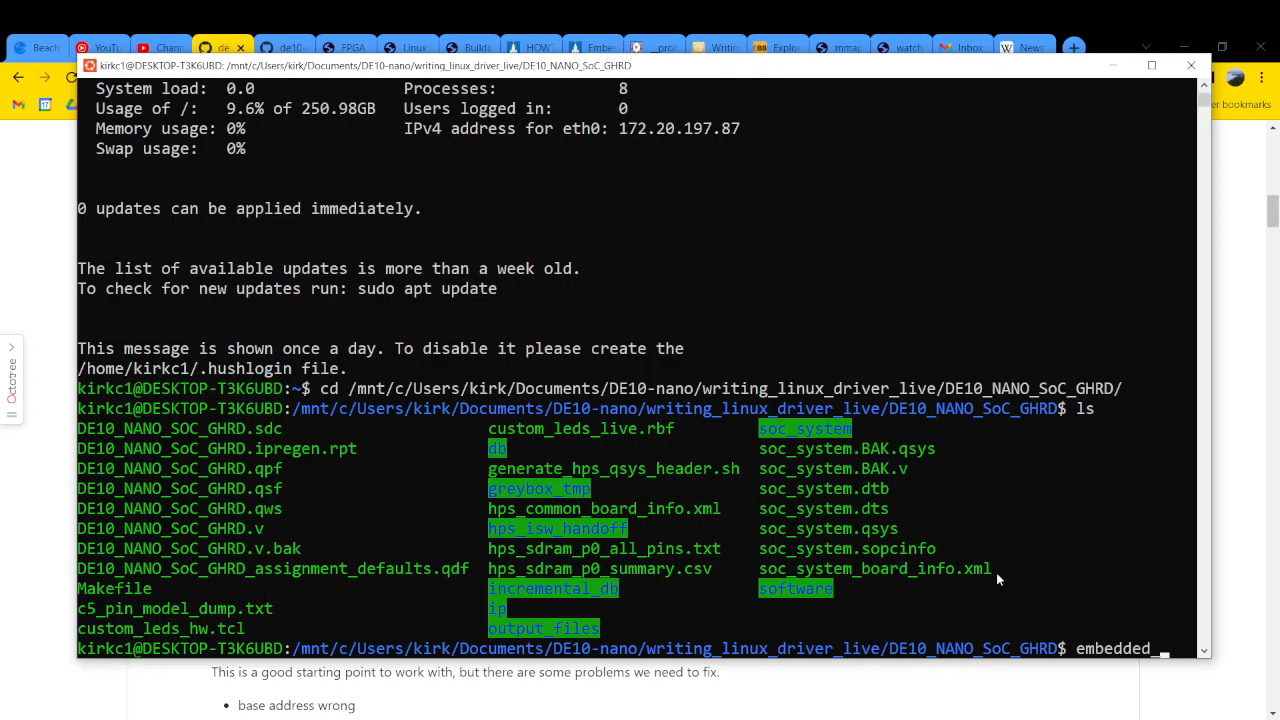 Beach
YouTu
Chann
de
de10-
FPGA
Linux
Buildi
HOW
Embe
__prol
Writin
Explo
mmap
watch
Inbox
News
kirkc1@DESKTOP-T3K6UBD: /mnt/c/Users/kirk/Documents/DE10-nano/writing_linux_driver_live/DE10_NANO_SoC_GHRD
er bookmarks
System load: 0.0 Processes: 8
Usage of /: 9.6% of 250.98GB Users logged in: 0
Memory usage: 0% IPv4 address for eth0: 172.20.197.87
Swap usage: 0%
0 updates can be applied immediately.
The list of available updates is more than a week old.
To check for new updates run: sudo apt update
This message is shown once a day. To disable it please create the
/home/kirkc1/.hushlogin file.
kirkc1@DESKTOP-T3K6UBD:~$ cd /mnt/c/Users/kirk/Documents/DE10-nano/writing_linux_driver_live/DE10_NANO_SoC_GHRD/
kirkc1@DESKTOP-T3K6UBD:/mnt/c/Users/kirk/Documents/DE10-nano/writing_linux_driver_live/DE10_NANO_SoC_GHRD$ ls
DE10_NANO_SOC_GHRD.sdc custom_leds_live.rbf soc_system
DE10_NANO_SoC_GHRD.ipregen.rpt db soc_system.BAK.qsys
DE10_NANO_SoC_GHRD.qpf generate_hps_qsys_header.sh soc_system.BAK.v
DE10_NANO_SoC_GHRD.qsf greybox_tmp soc_system.dtb
DE10_NANO_SoC_GHRD.qws hps_common_board_info.xml soc_system.dts
DE10_NANO_SoC_GHRD.v hps_isw_handoff soc_system.qsys
DE10_NANO_SoC_GHRD.v.bak hps_sdram_p0_all_pins.txt soc_system.sopcinfo
DE10_NANO_SoC_GHRD_assignment_defaults.qdf hps_sdram_p0_summary.csv soc_system_board_info.xml
Makefile incremental_db software
c5_pin_model_dump.txt ip
custom_leds_hw.tcl output_files
kirkc1@DESKTOP-T3K6UBD:/mnt/c/Users/kirk/Documents/DE10-nano/writing_linux_driver_live/DE10_NANO_SoC_GHRD$ embedded_
Octotree
This is a good starting point to work with, but there are some problems we need to fix.
• base address wrong